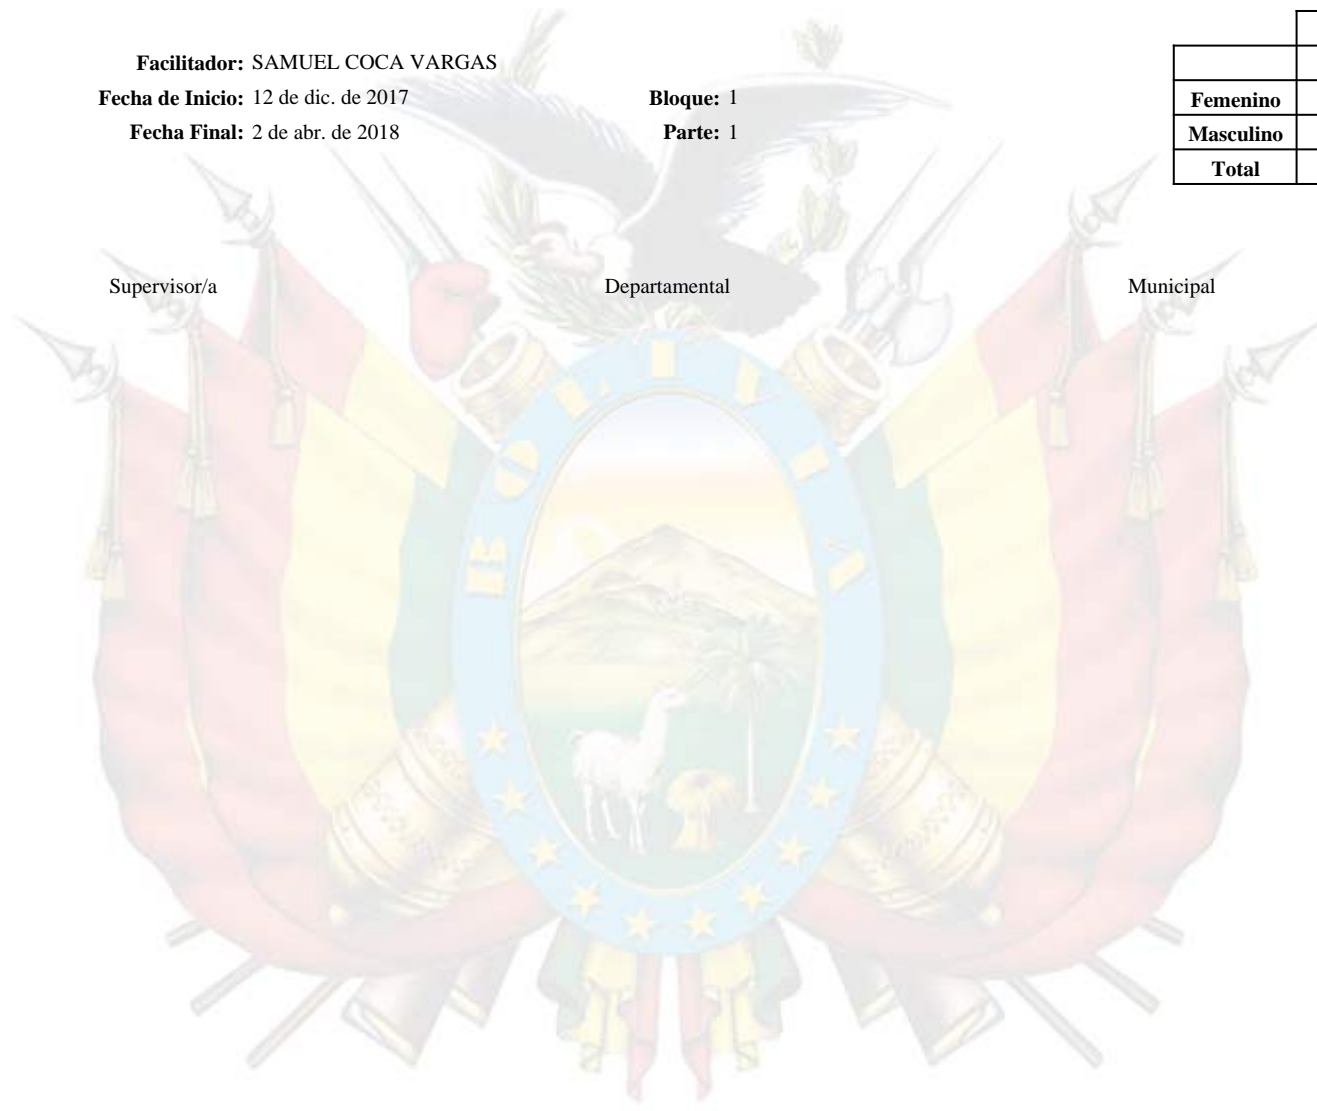 Facilitador: SAMUEL COCA VARGAS
Fecha de Inicio: 12 de dic. de 2017 Bloque: 1
Fecha Final: 2 de abr. de 2018 Parte: 1
Femenino
Masculino
Total
Supervisor/a Departamental Municipal
BOLIVIA